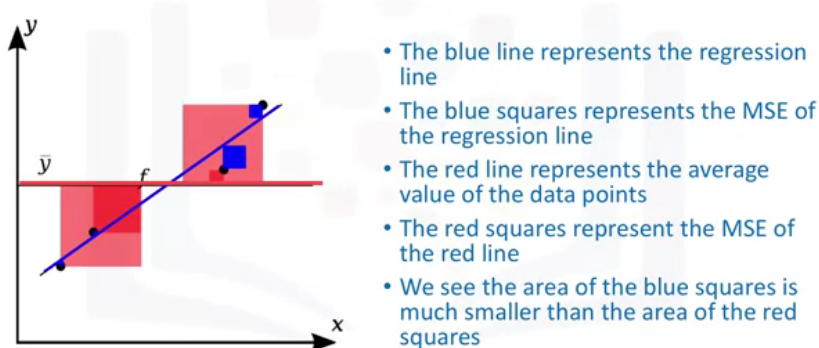 y
ȳ
f
x
• The blue line represents the regression
line
• The blue squares represents the MSE of
the regression line
• The red line represents the average
value of the data points
• The red squares represent the MSE of
the red line
• We see the area of the blue squares is
much smaller than the area of the red
squares